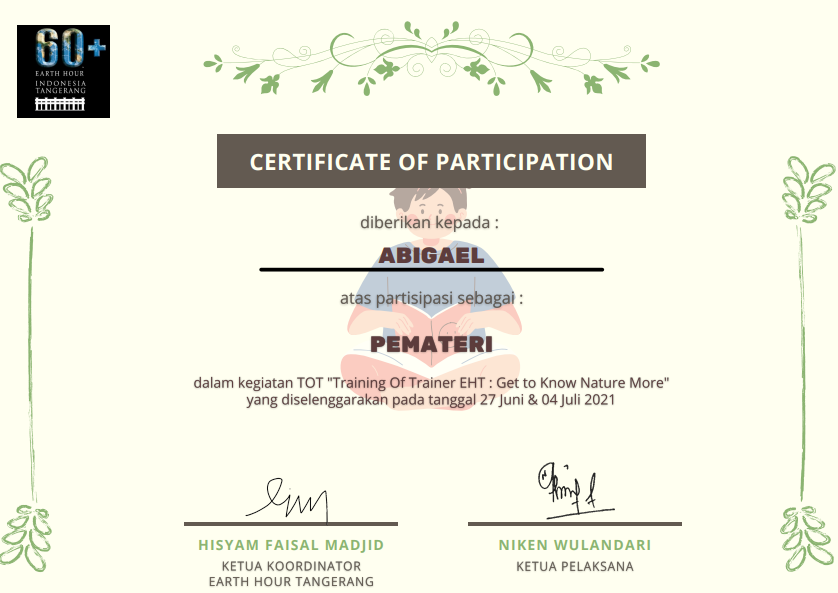 60+
EARTH HOUR
INDONESIA
TANGERANG
CERTIFICATE OF PARTICIPATION
diberikan kepada :
ABIGAEL
atas partisipasi sebagai :
PEMATERI
dalam kegiatan TOT "Training Of Trainer EHT : Get to Know Nature More"
yang diselenggarakan pada tanggal 27 Juni & 04 Juli 2021
HISYAM FAISAL MADJID
KETUA KOORDINATOR
EARTH HOUR TANGERANG
NIKEN WULANDARI
KETUA PELAKSANA